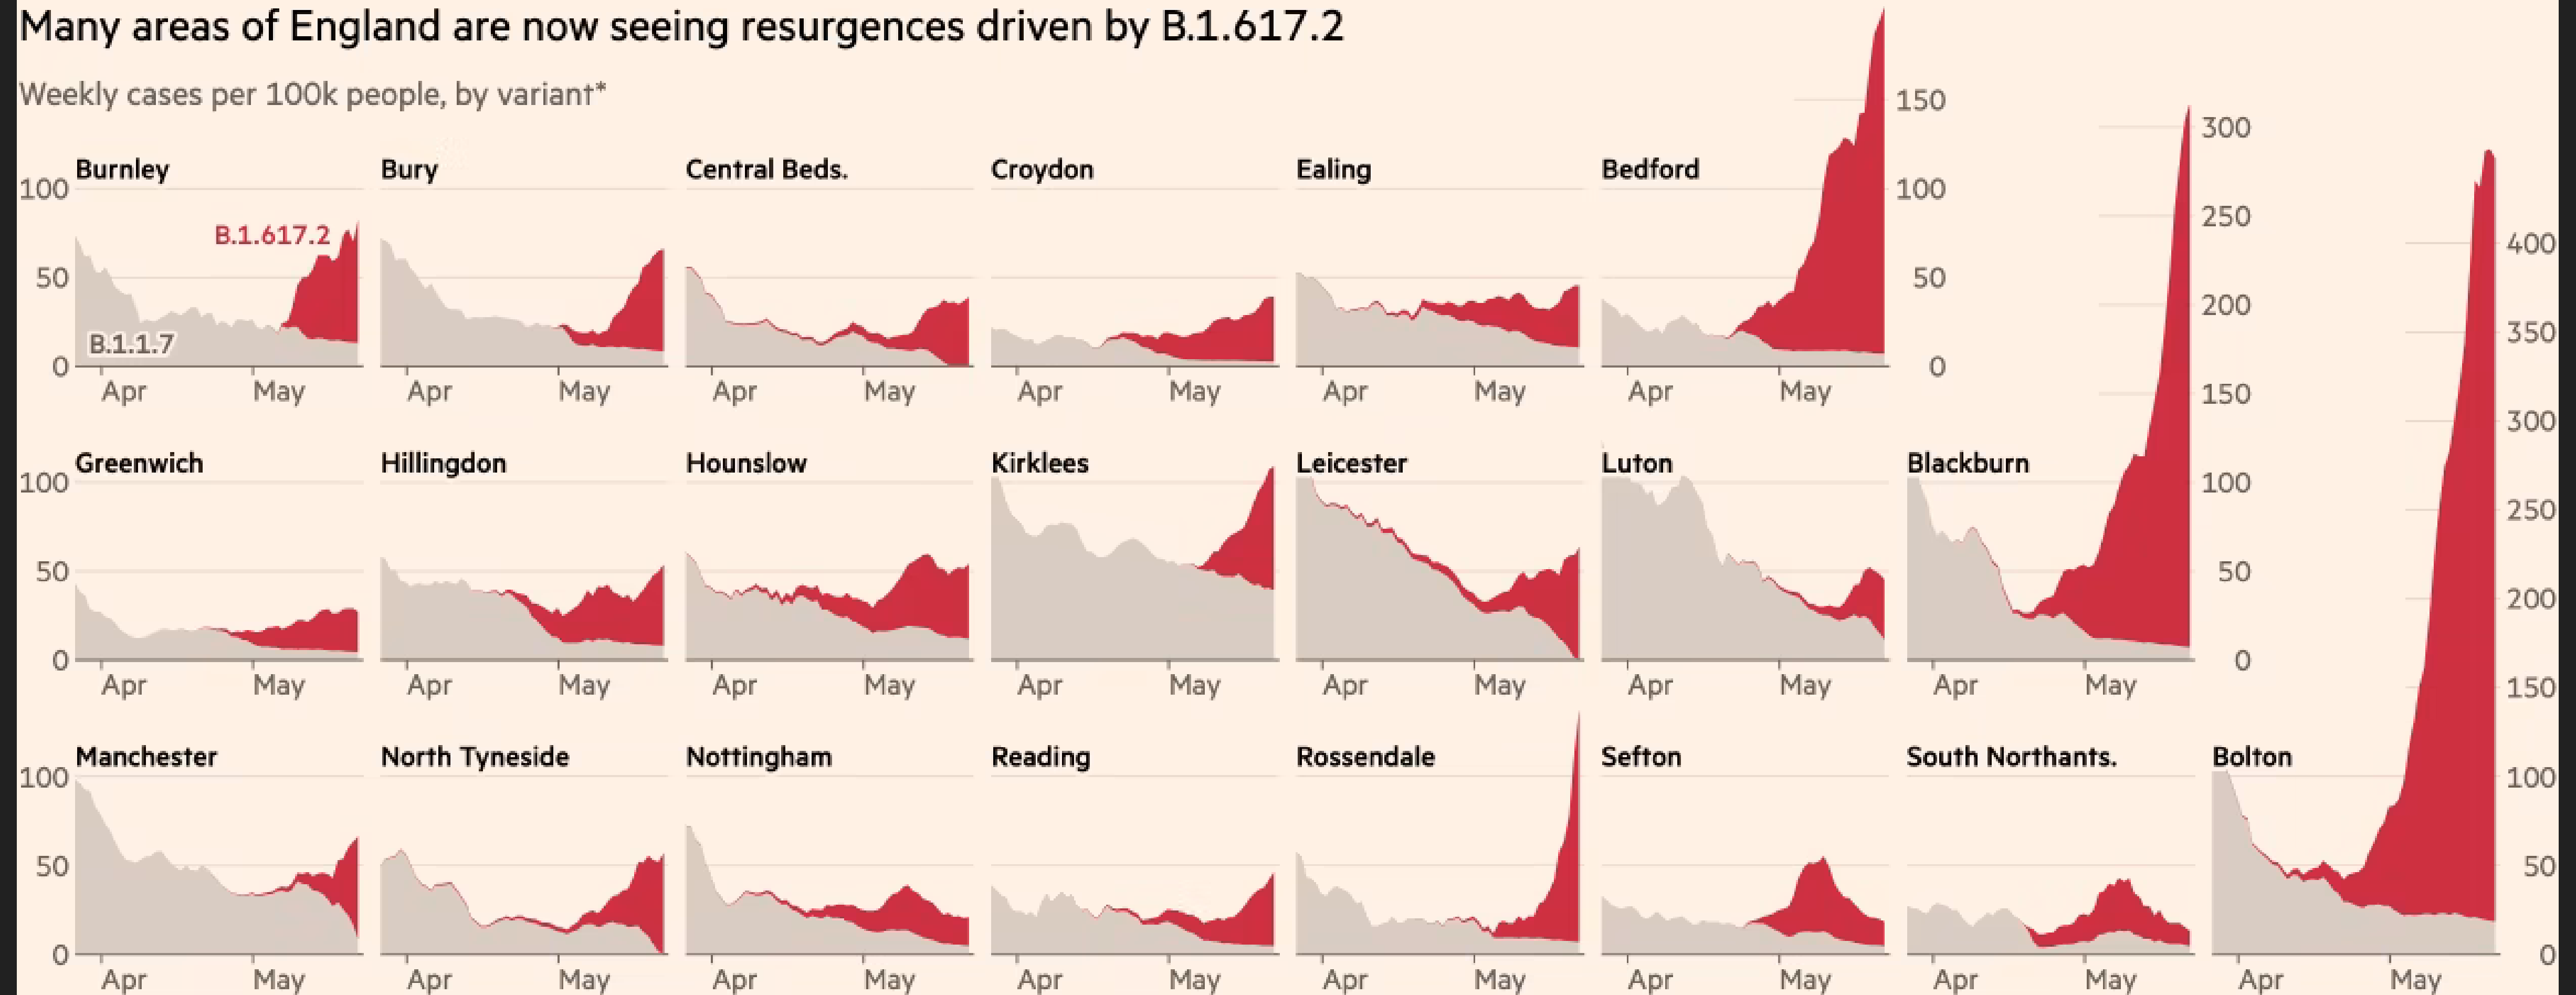 Many areas of England are now seeing resurgences driven by B.1.617.2
Weekly cases per 100k people, by variant*
150
300
Burnley Bury Central Beds. Croydon Ealing Bedford
100 100
250
B.1.617.2
400
50 50
200
B.1.1.7
350
0 0
Apr May Apr May Apr May Apr May Apr May Apr May
150
300
Greenwich Hillingdon Hounslow Kirklees Leicester Luton Blackburn
100 100
250
50 50
200
0 0
Apr May Apr May Apr May Apr May Apr May Apr May Apr May
150
Manchester North Tyneside Nottingham Reading Rossendale Sefton South Northants. Bolton
100 100
50 50
0 0
Apr May Apr May Apr May Apr May Apr May Apr May Apr May Apr May